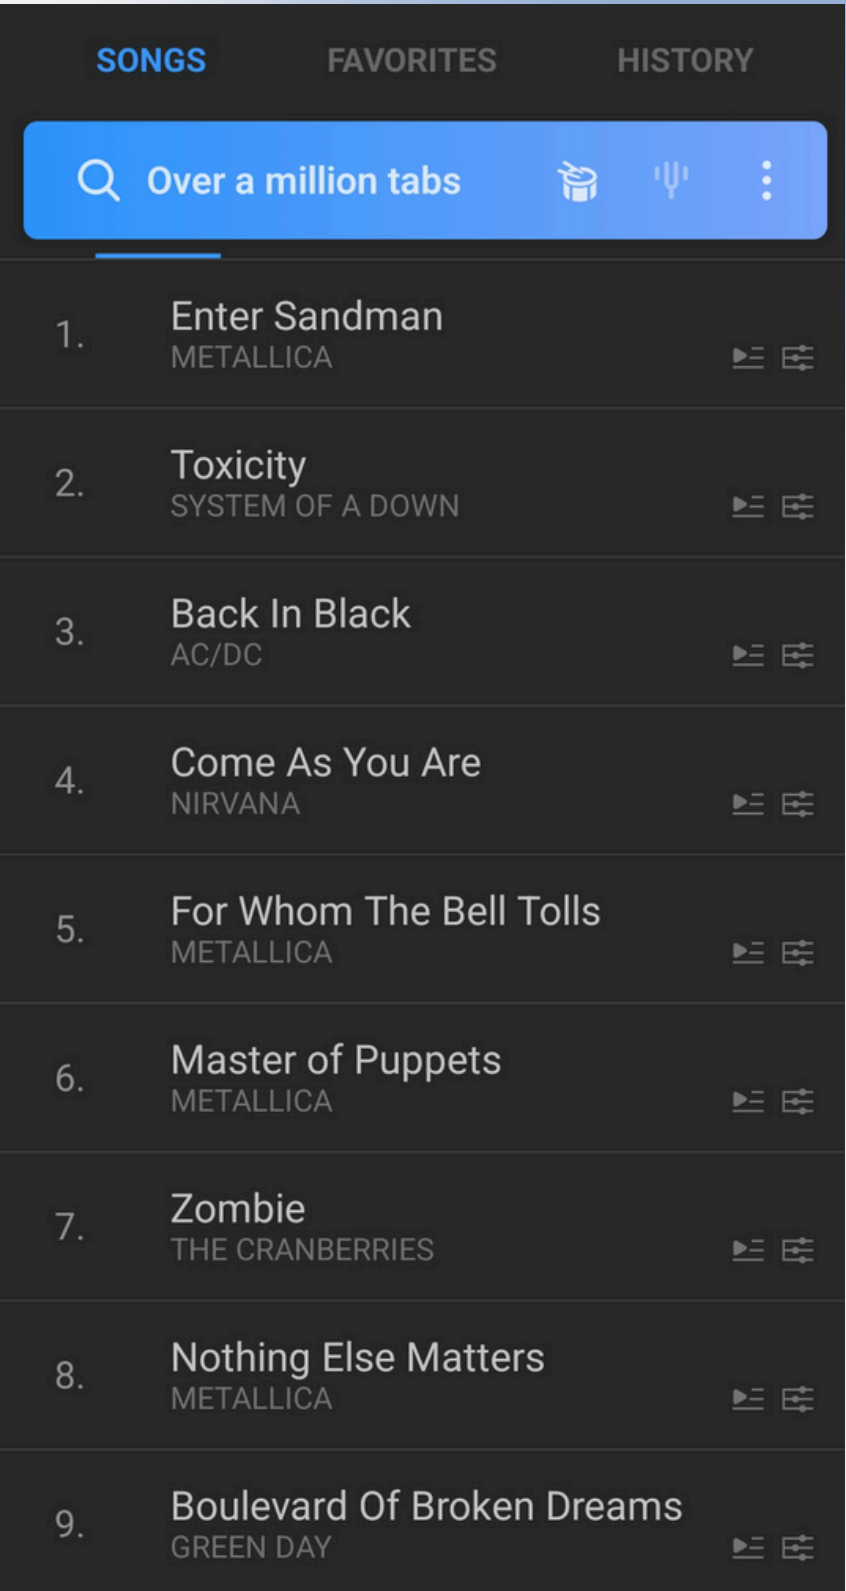 SONGS FAVORITES HISTORY
Over a million tabs
1. Enter Sandman
METALLICA
2. Toxicity
SYSTEM OF A DOWN
3. Back In Black
AC/DC
4. Come As You Are
NIRVANA
5. For Whom The Bell Tolls
METALLICA
6. Master of Puppets
METALLICA
7. Zombie
THE CRANBERRIES
8. Nothing Else Matters
METALLICA
9. Boulevard Of Broken Dreams
GREEN DAY